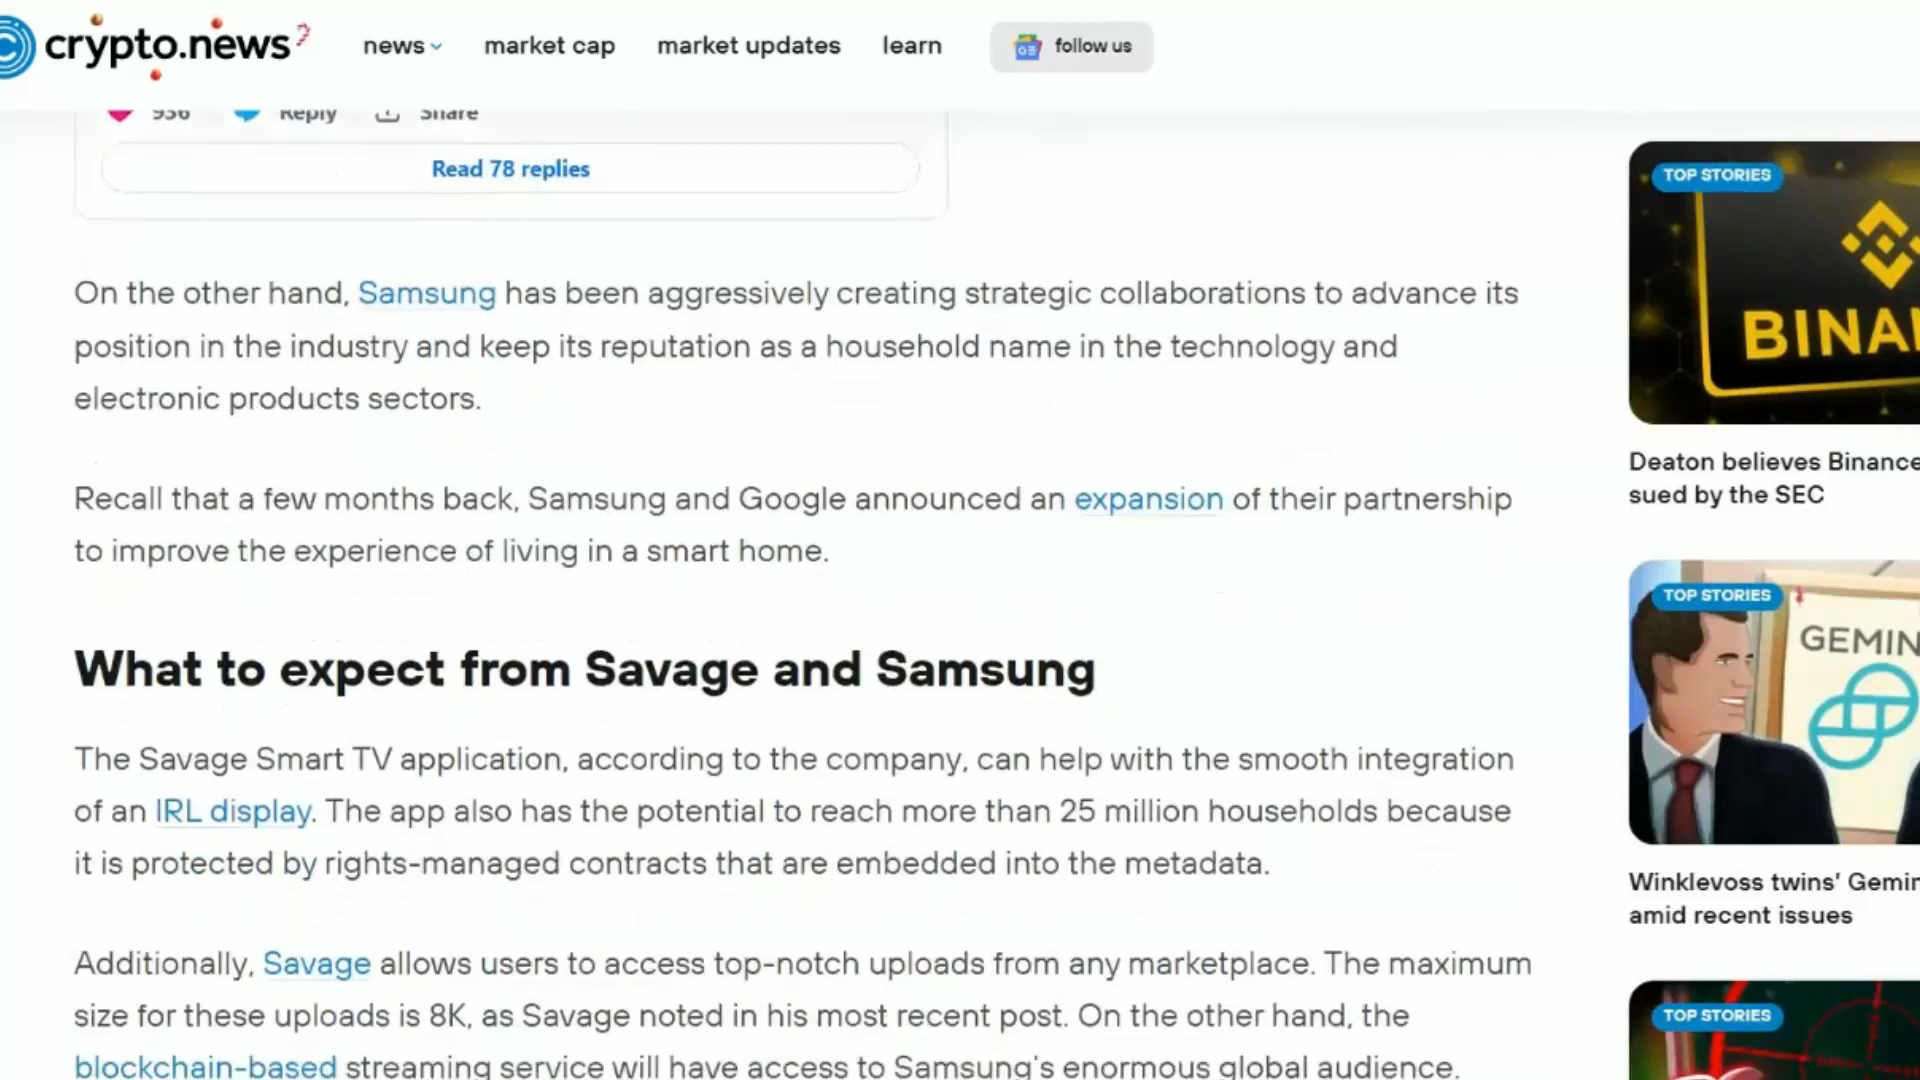 crypto.news
news
market cap
market updates
learn
follow us
936
Reply
Share
Read 78 replies
On the other hand, Samsung has been aggressively creating strategic collaborations to advance its
position in the industry and keep its reputation as a household name in the technology and
electronic products sectors.
Recall that a few months back, Samsung and Google announced an expansion of their partnership
to improve the experience of living in a smart home.
What to expect from Savage and Samsung
The Savage Smart TV application, according to the company, can help with the smooth integration
of an IRL display. The app also has the potential to reach more than 25 million households because
it is protected by rights-managed contracts that are embedded into the metadata.
Additionally, Savage allows users to access top-notch uploads from any marketplace. The maximum
size for these uploads is 8K, as Savage noted in his most recent post. On the other hand, the
blockchain-based streaming service will have access to Samsung's enormous global audience.
TOP STORIES
BINAN
Deaton believes Binance
sued by the SEC
TOP STORIES
GEMIN
Winklevoss twins' Gemin
amid recent issues
TOP STORIES